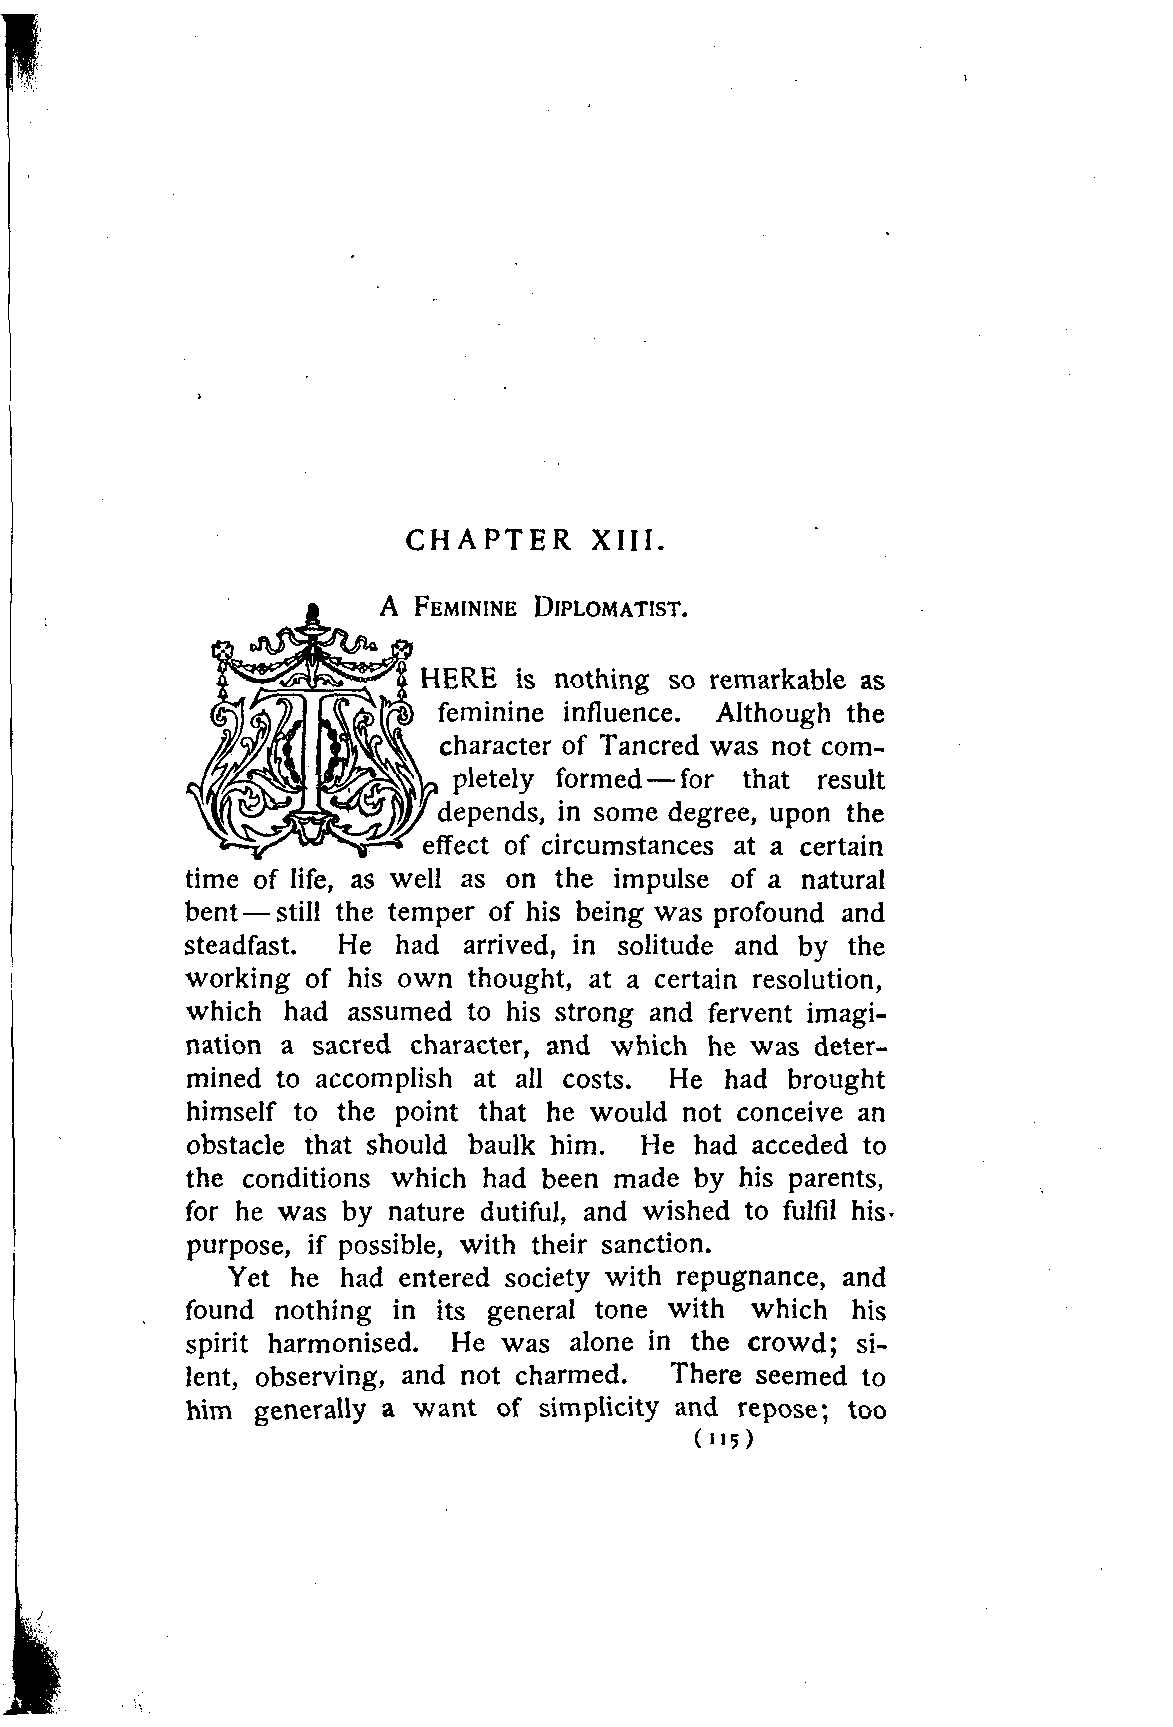 CHAPTER XIII.
A FEMININE DIPLOMATIST.
THERE is nothing so remarkable as
feminine influence. Although the
character of Tancred was not com-
pletely formed—for that result
depends, in some degree, upon the
effect of circumstances at a certain
time of life, as well as on the impulse of a natural
bent—still the temper of his being was profound and
steadfast. He had arrived, in solitude and by the
working of his own thought, at a certain resolution,
which had assumed to his strong and fervent imagi-
nation a sacred character, and which he was deter-
mined to accomplish at all costs. He had brought
himself to the point that he would not conceive an
obstacle that should baulk him. He had acceded to
the conditions which had been made by his parents,
for he was by nature dutiful, and wished to fulfil his
purpose, if possible, with their sanction.
Yet he had entered society with repugnance, and
found nothing in its general tone with which his
spirit harmonised. He was alone in the crowd; si-
lent, observing, and not charmed. There seemed to
him generally a want of simplicity and repose; too
(115)